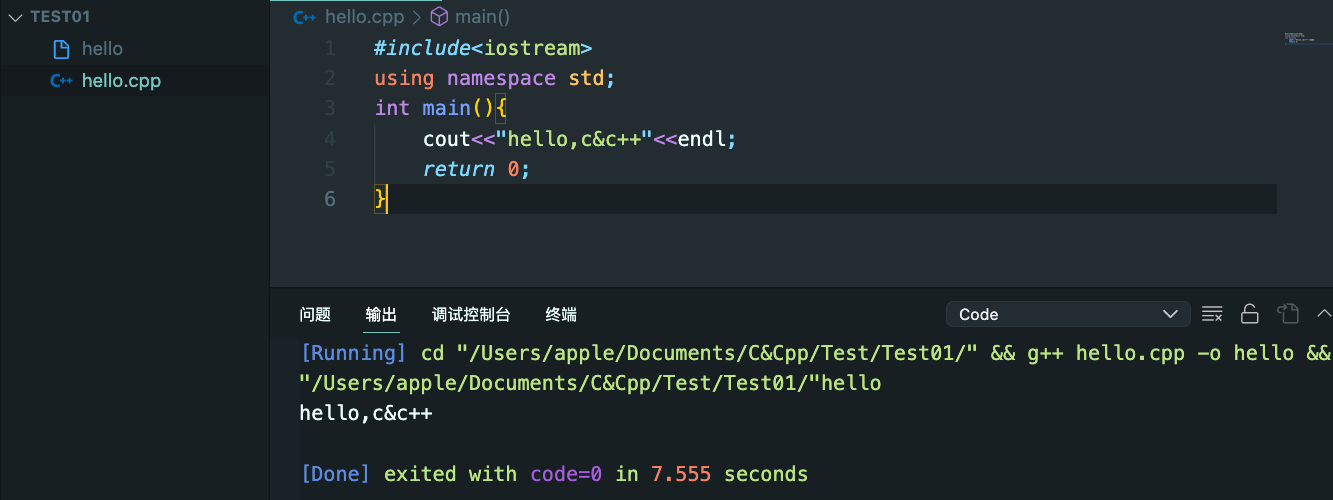 TEST01
hello
C++ hello.cpp
C++ hello.cpp > main()
1 #include<iostream>
2 using namespace std;
3 int main(){
4     cout<<"hello,c&c++"<<endl;
5     return 0;
6 }
问题 输出 调试控制台 终端 Code
[Running] cd "/Users/apple/Documents/C&Cpp/Test/Test01/" && g++ hello.cpp -o hello &&
"/Users/apple/Documents/C&Cpp/Test/Test01/"hello
hello,c&c++
[Done] exited with code=0 in 7.555 seconds